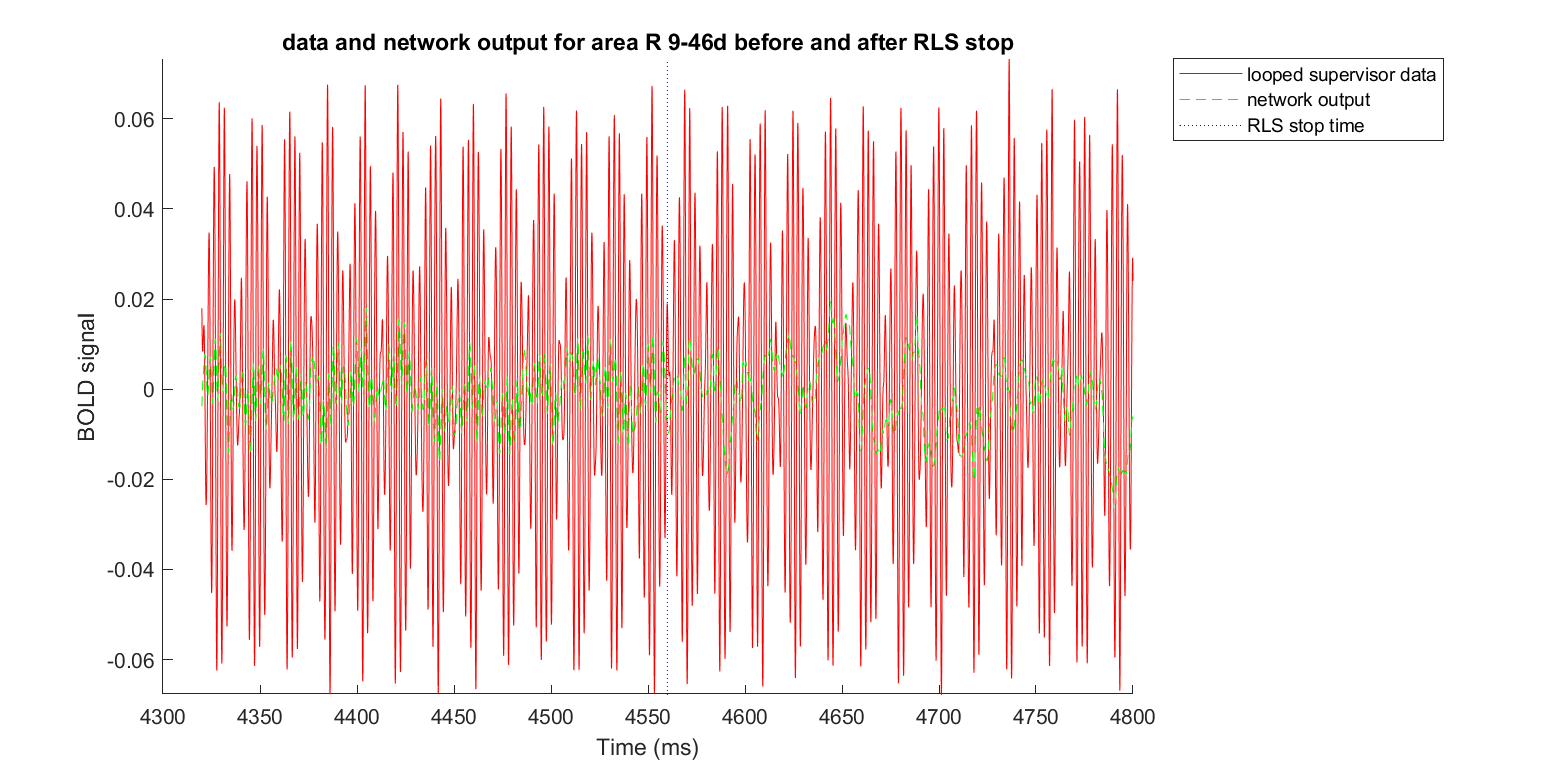 data and network output for area R 9-46d before and after RLS stop
looped supervisor data
network output
RLS stop time
BOLD signal
0.06
0.04
0.02
0
-0.02
-0.04
-0.06
4300 4350 4400 4450 4500 4550 4600 4650 4700 4750 4800
Time (ms)